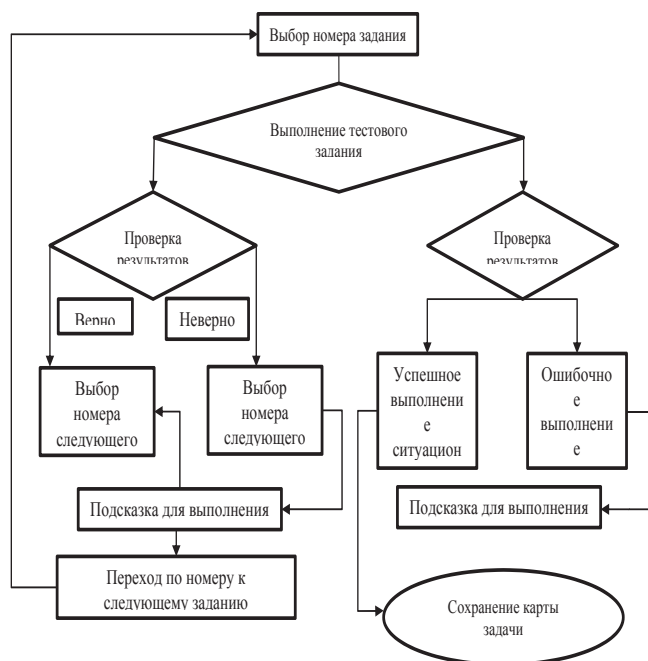 Выбор номера задания
Выполнение тестового
задания
Проверка
результатов
Проверка
результатов
Верно
Неверно
Выбор
номера
следующего
Выбор
номера
следующего
Успешное
выполнени
е
ситуацион
Ошибочно
е
выполнени
е
Подсказка для выполнения
Подсказка для выполнения
Переход по номеру к
следующему заданию
Сохранение карты
задачи